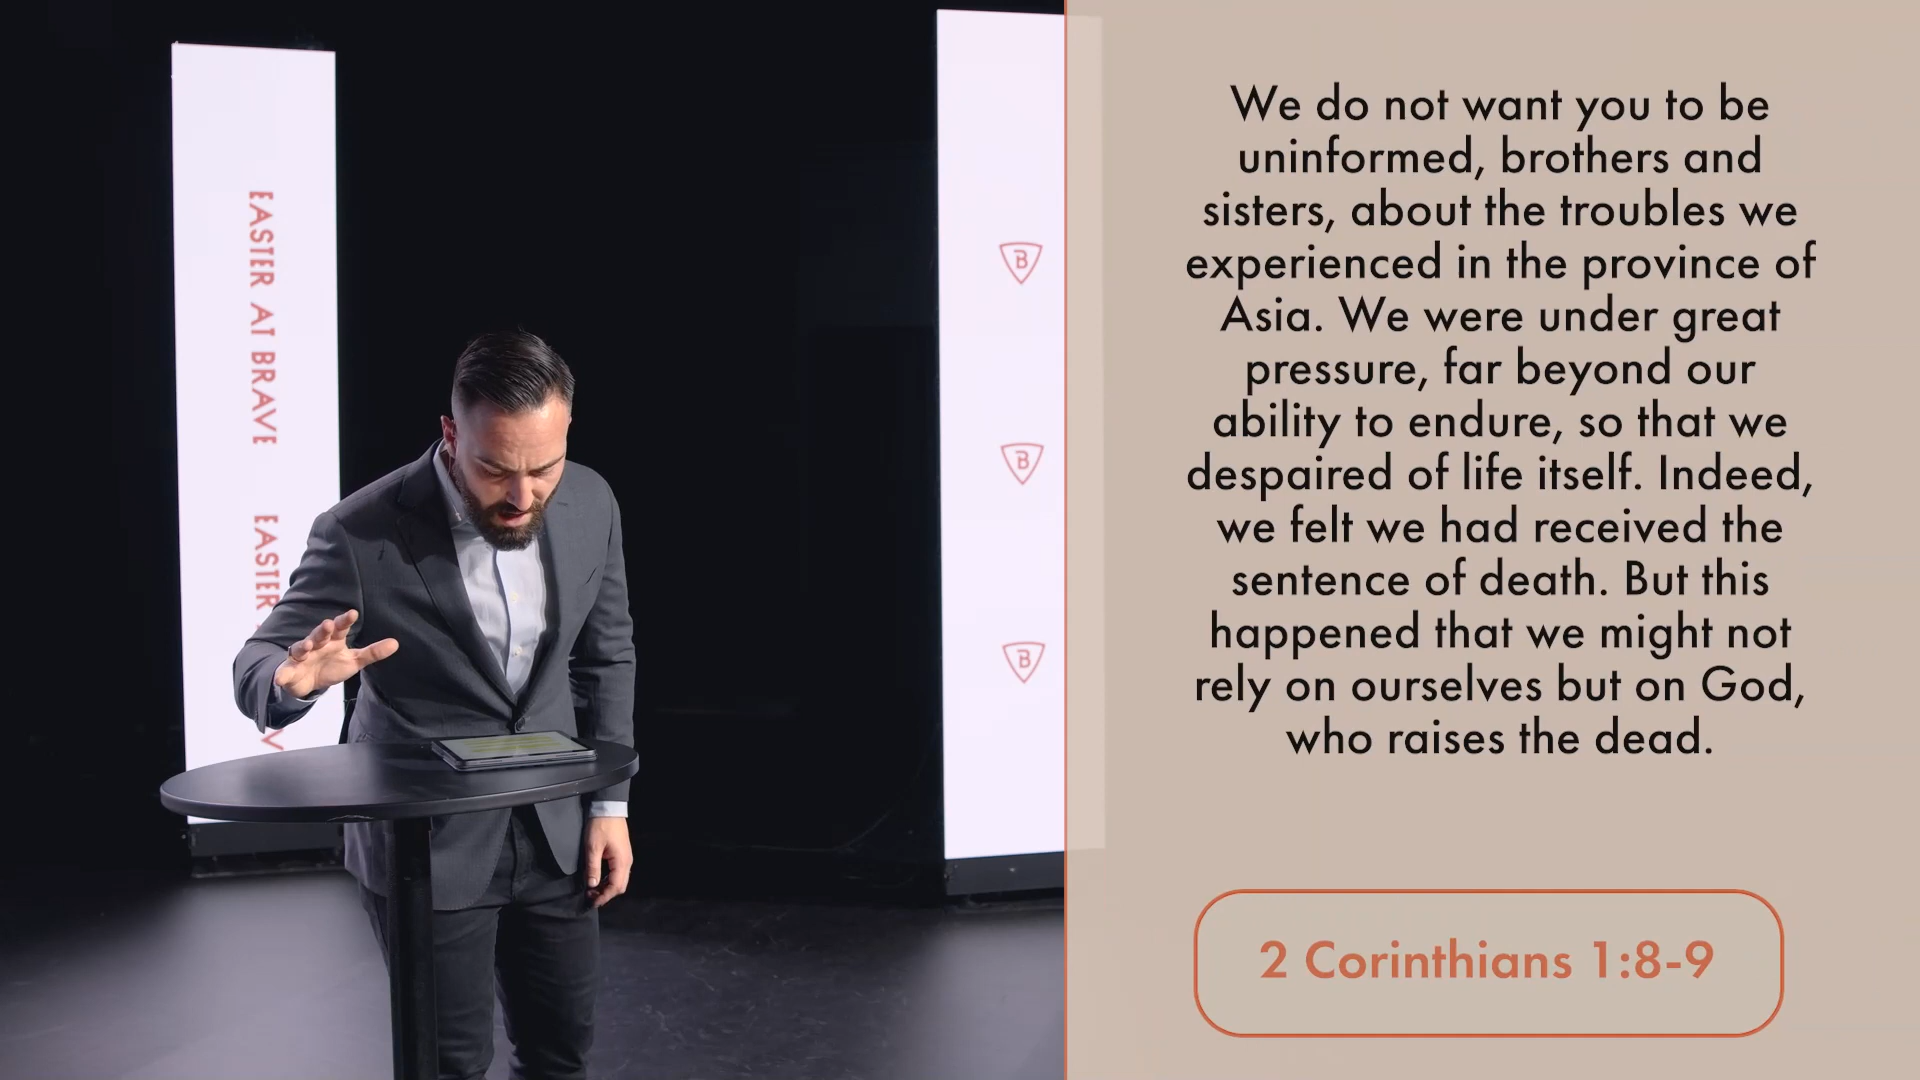 EASTER AT BRAVE
EASTER
B
B
B
We do not want you to be
uninformed, brothers and
sisters, about the troubles we
experienced in the province of
Asia. We were under great
pressure, far beyond our
ability to endure, so that we
despaired of life itself. Indeed,
we felt we had received the
sentence of death. But this
happened that we might not
rely on ourselves but on God,
who raises the dead.
2 Corinthians 1:8-9